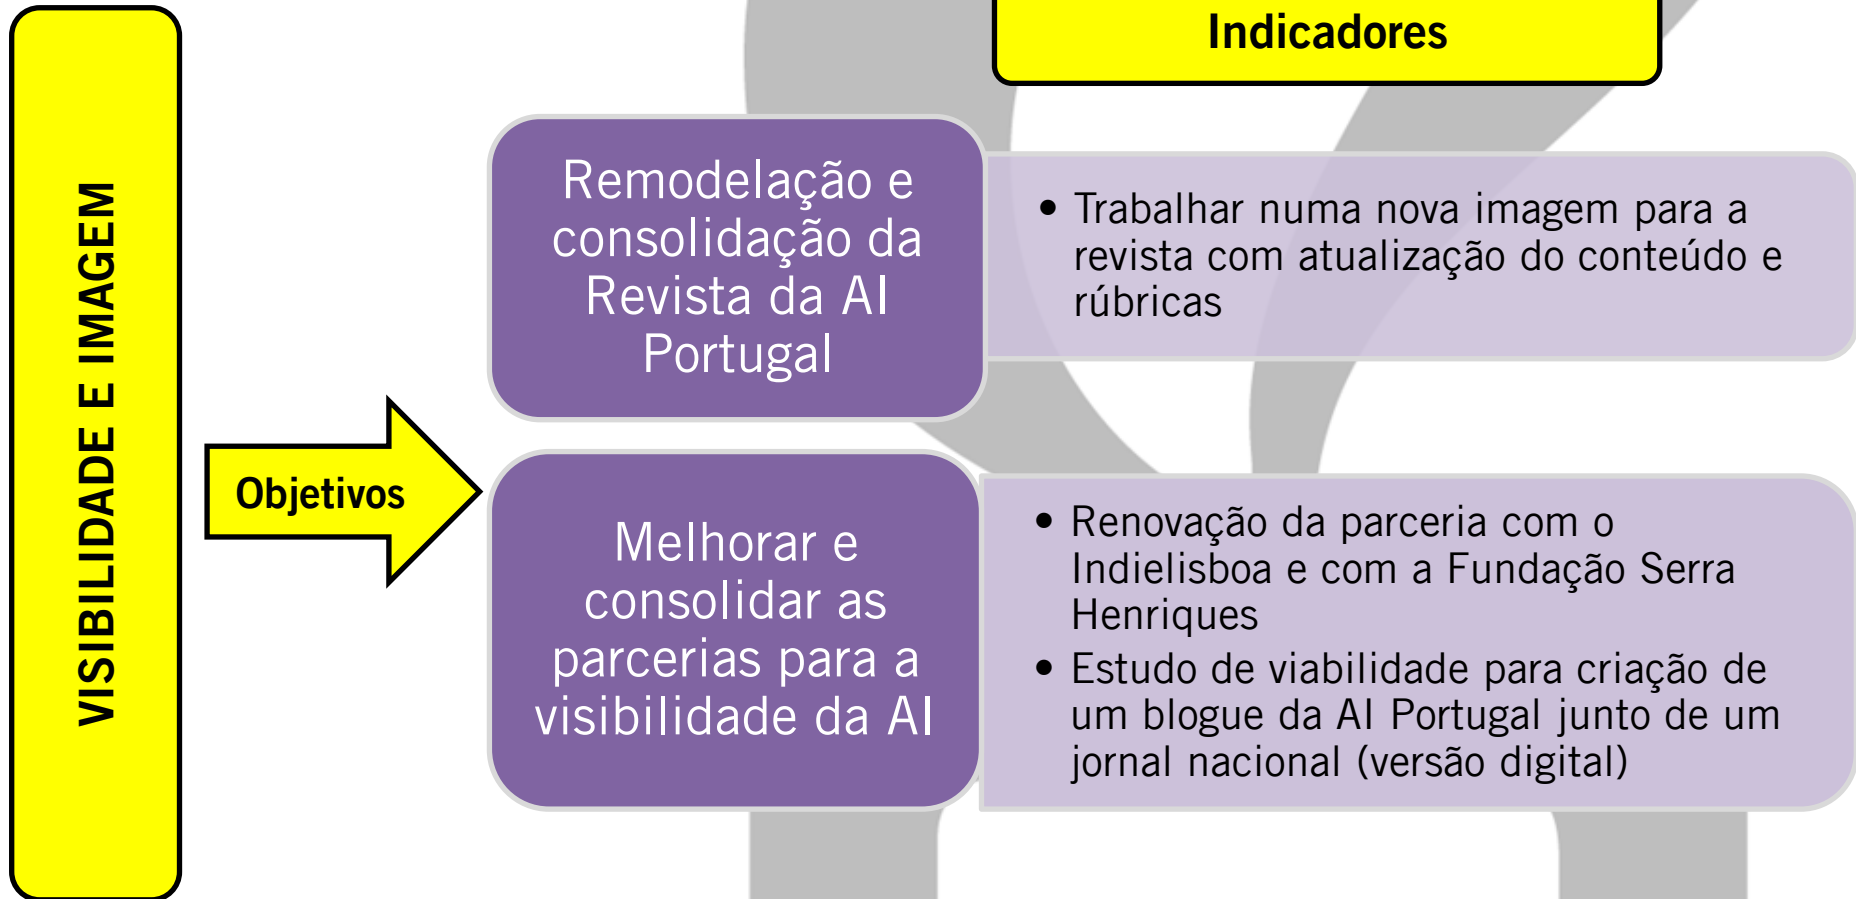 Indicadores
VISIBILIDADE E IMAGEM
Objetivos
Remodelação e
consolidação da
Revista da AI
Portugal
• Trabalhar numa nova imagem para a
revista com atualização do conteúdo e
rúbricas
Melhorar e
consolidar as
parcerias para a
visibilidade da AI
• Renovação da parceria com o
Indielisboa e com a Fundação Serra
Henriques
• Estudo de viabilidade para criação de
um blogue da AI Portugal junto de um
jornal nacional (versão digital)